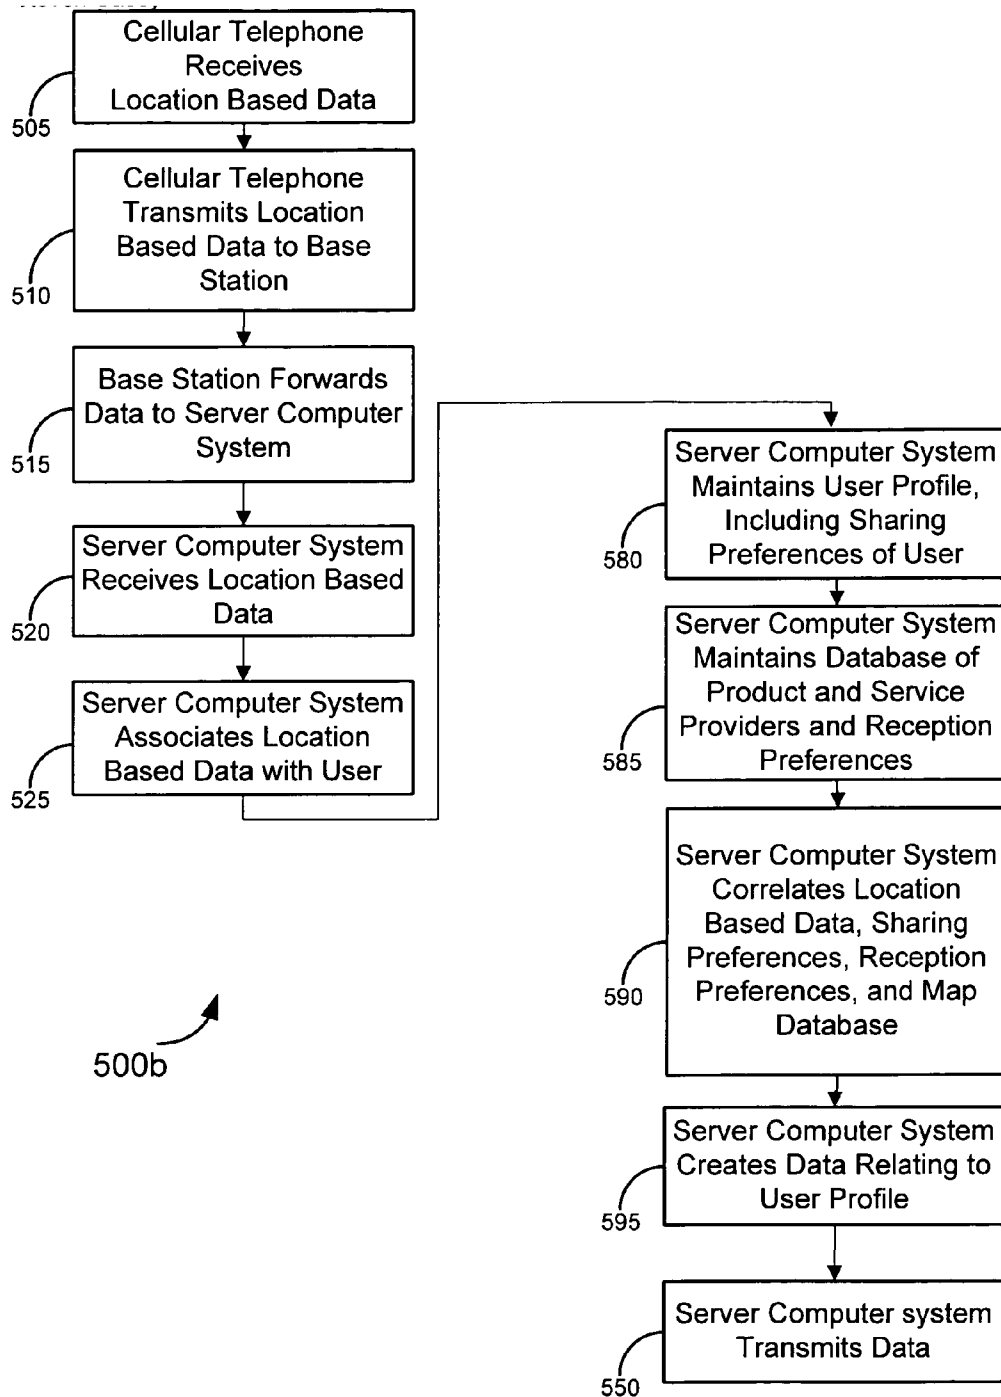 Cellular Telephone
Receives
Location Based Data
505
Cellular Telephone
Transmits Location
Based Data to Base
Station
510
Base Station Forwards
Data to Server Computer
System
515
Server Computer System
Receives Location Based
Data
520
Server Computer System
Associates Location
Based Data with User
525
Server Computer System
Maintains User Profile,
Including Sharing
Preferences of User
580
Server Computer System
Maintains Database of
Product and Service
Providers and Reception
Preferences
585
Server Computer System
Correlates Location
Based Data, Sharing
Preferences, Reception
Preferences, and Map
Database
590
Server Computer System
Creates Data Relating to
User Profile
595
Server Computer system
Transmits Data
550
500b